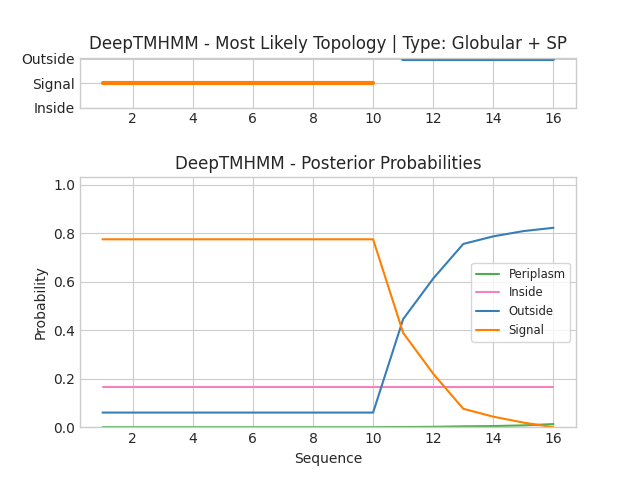 DeepTMHMM - Most Likely Topology | Type: Globular + SP
Outside
Signal
Inside
2 4 6 8 10 12 14 16
DeepTMHMM - Posterior Probabilities
1.0
0.8
0.6
0.4
0.2
0.0
Probability
Periplasm
Inside
Outside
Signal
2 4 6 8 10 12 14 16
Sequence